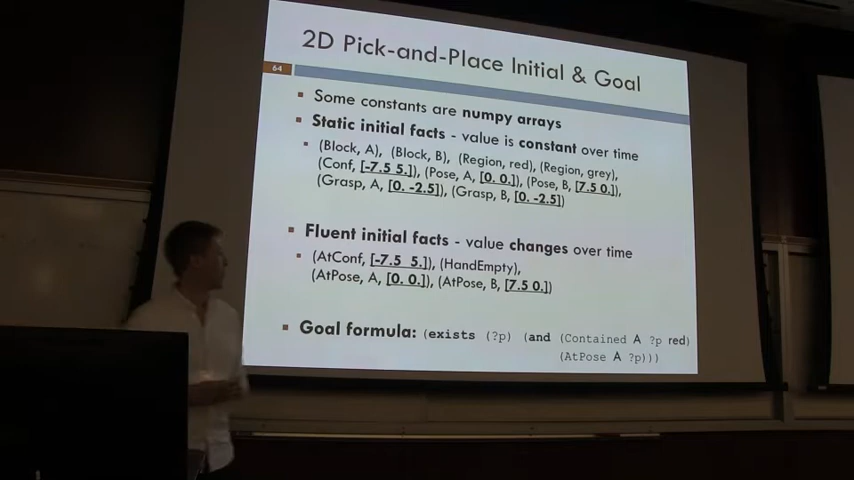 2D Pick-and-Place Initial & Goal
64
Some constants are numpy arrays
Static initial facts - value is constant over time
(Block, A), (Block, B), (Region, red), (Region, grey),
(Conf, [-7.5 5.]), (Pose, A, [0. 0.]), (Pose, B, [7.5 0.]),
(Grasp, A, [0. -2.5]), (Grasp, B, [0. -2.5])
Fluent initial facts - value changes over time
(AtConf, [-7.5 5.]), (HandEmpty),
(AtPose, A, [0. 0.]), (AtPose, B, [7.5 0.])
Goal formula: (exists (?p) (and (Contained A ?p red)
(AtPose A ?p)))